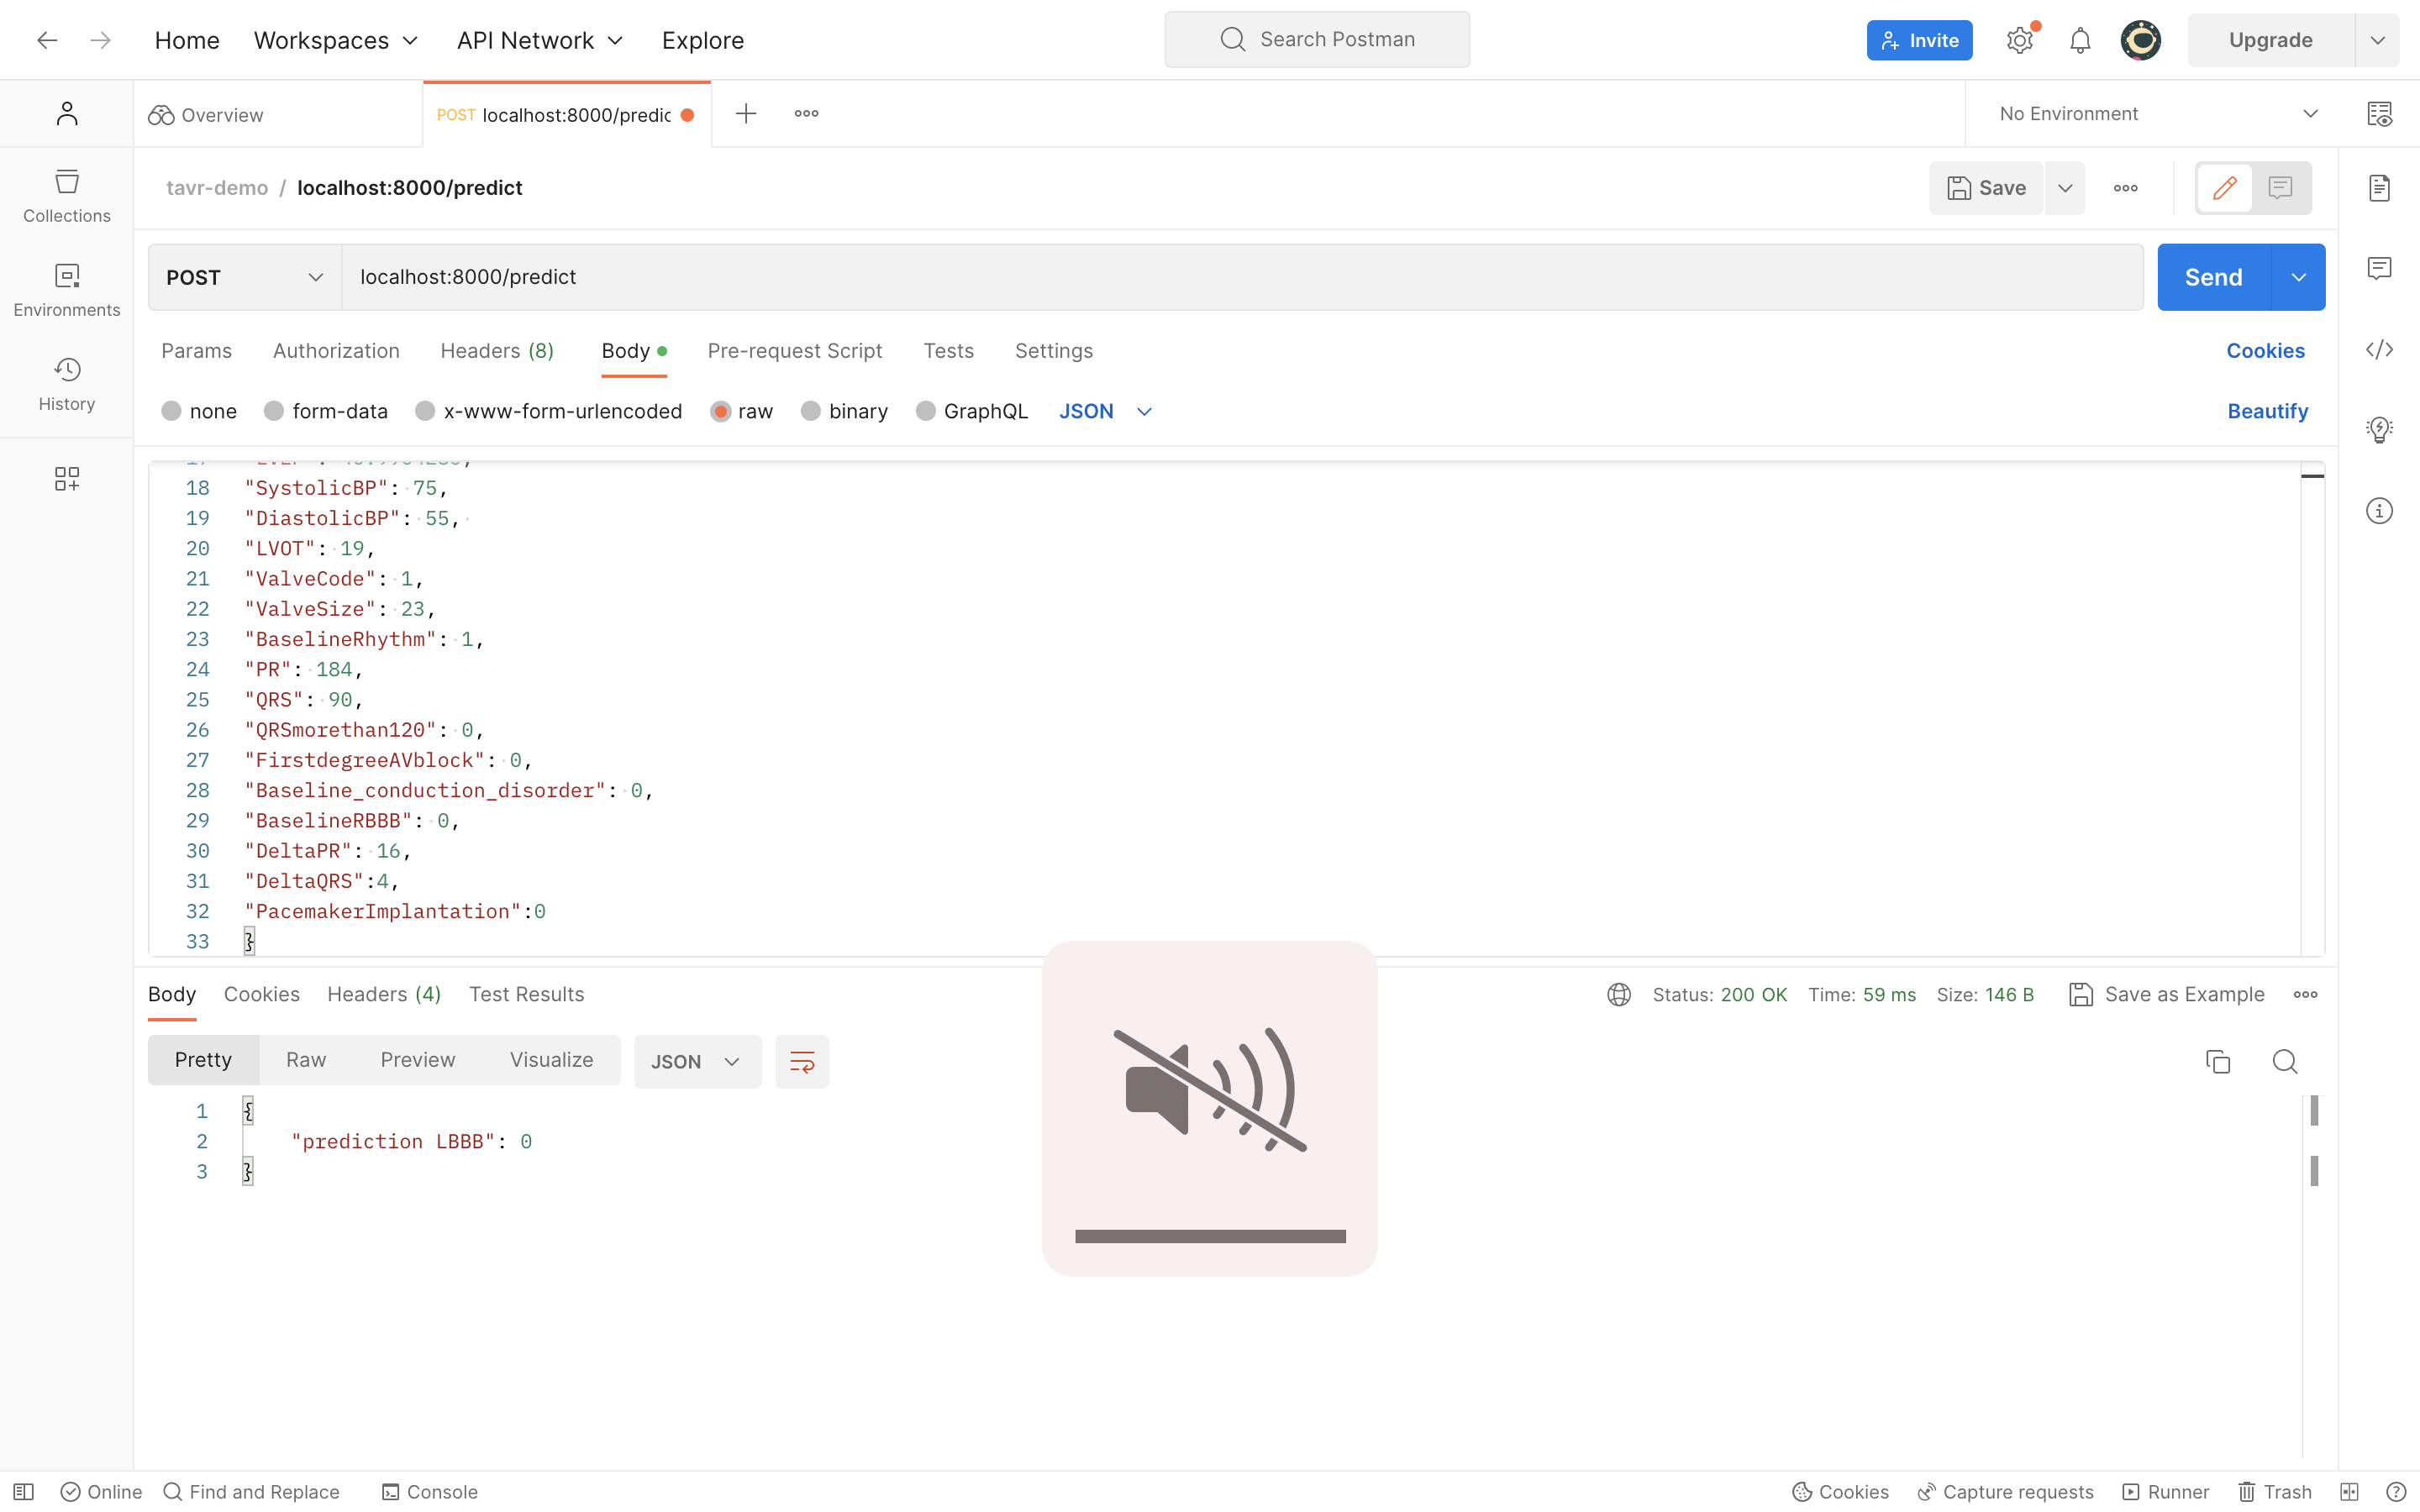 Home Workspaces API Network Explore Search Postman Invite Upgrade
Overview POST localhost:8000/predic No Environment
tavr-demo / localhost:8000/predict Save
Collections
Environments
History
POST localhost:8000/predict Send
Params Authorization Headers (8) Body Pre-request Script Tests Settings Cookies
none form-data x-www-form-urlencoded raw binary GraphQL JSON Beautify
18 "SystolicBP": 75,
19 "DiastolicBP": 55,
20 "LVOT": 19,
21 "ValveCode": 1,
22 "ValveSize": 23,
23 "BaselineRhythm": 1,
24 "PR": 184,
25 "QRS": 90,
26 "QRSmorethan120": 0,
27 "FirstdegreeAVblock": 0,
28 "Baseline_conduction_disorder": 0,
29 "BaselineRBBB": 0,
30 "DeltaPR": 16,
31 "DeltaQRS":4,
32 "PacemakerImplantation":0
33 }
Body Cookies Headers (4) Test Results Status: 200 OK Time: 59 ms Size: 146 B Save as Example
Pretty Raw Preview Visualize JSON
1 {
2 "prediction LBBB": 0
3 }
Online Find and Replace Console Cookies Capture requests Runner Trash